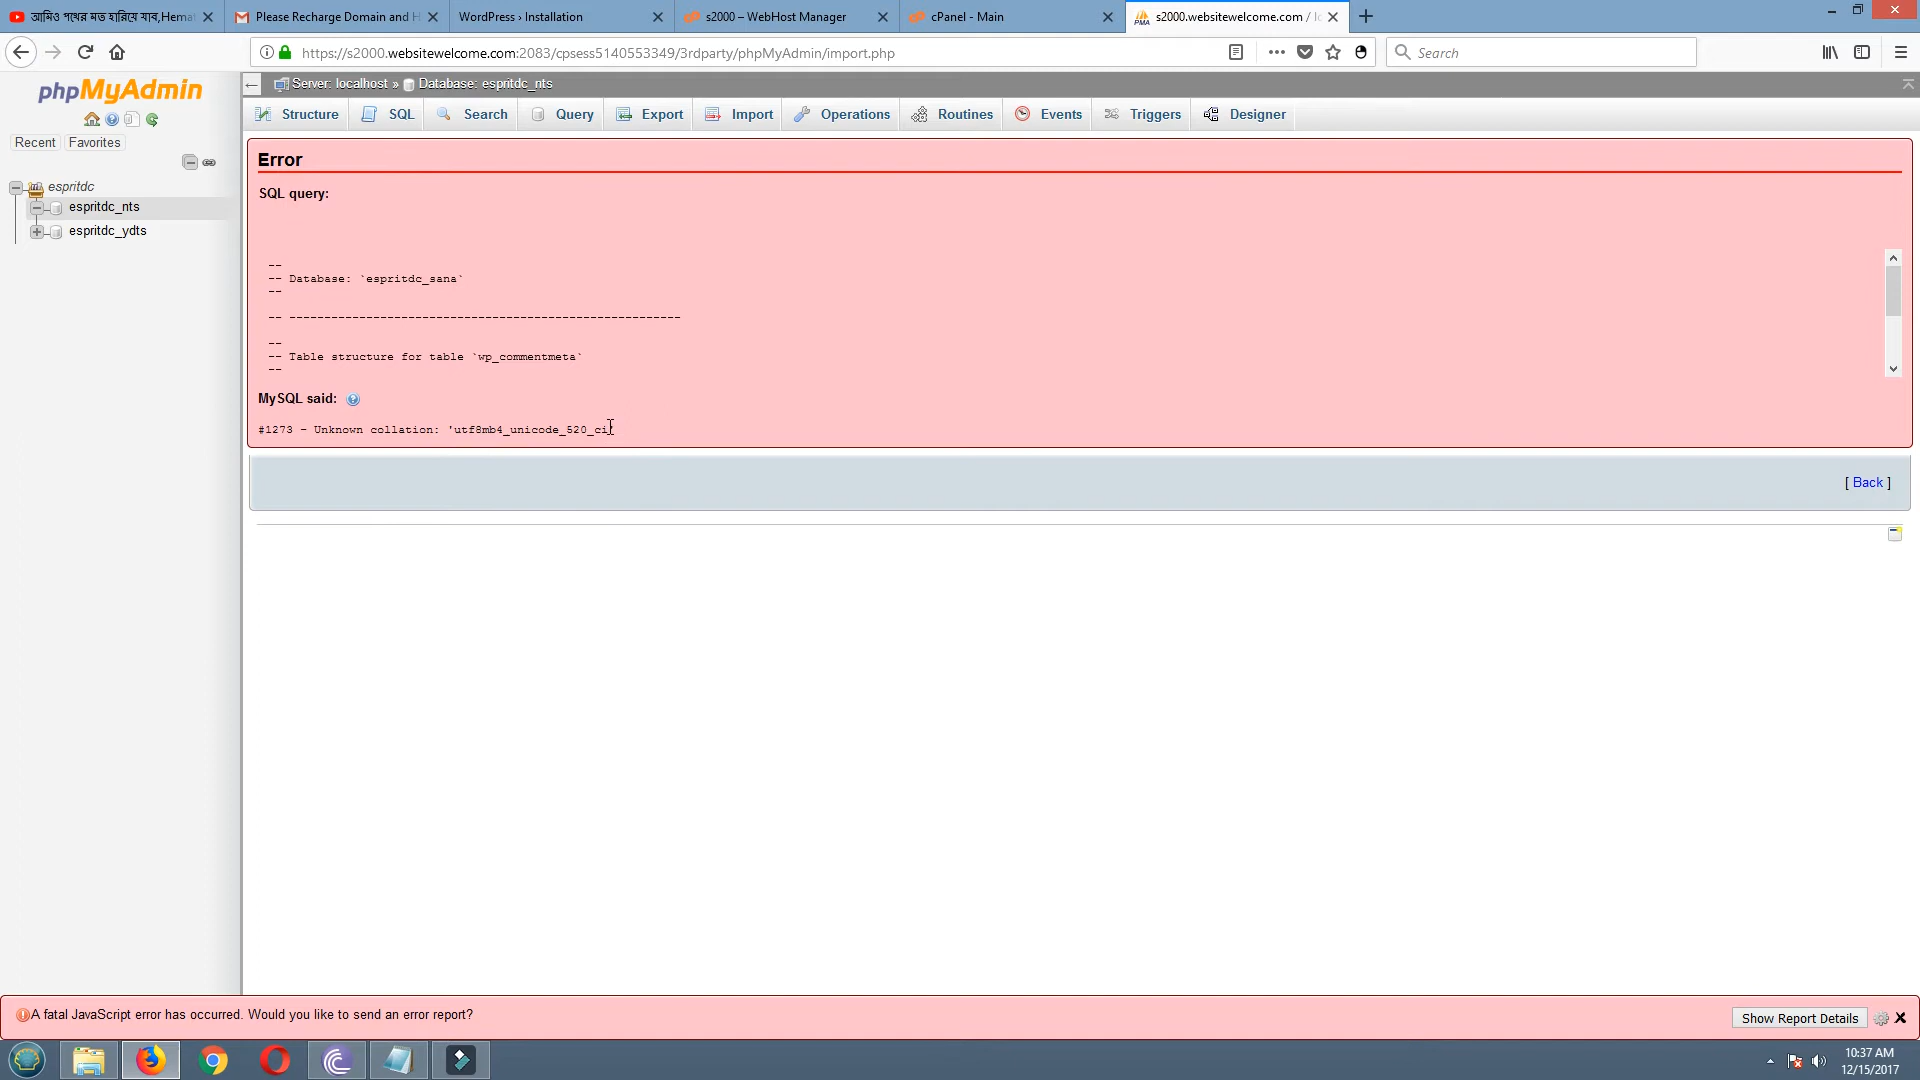 আমিও পথের মত হারিয়ে যাব,Hema
Please Recharge Domain and H
WordPress › Installation
s2000 – WebHost Manager
cPanel - Main
s2000.websitewelcome.com / lo
https://s2000.websitewelcome.com:2083/cpsess5140553349/3rdparty/phpMyAdmin/import.php
Search
phpMyAdmin
Server: localhost » Database: espritdc_nts
Structure
SQL
Search
Query
Export
Import
Operations
Routines
Events
Triggers
Designer
Recent
Favorites
espritdc
espritdc_nts
espritdc_ydts
Error
SQL query:
--
-- Database: `espritdc_sana`
--
-- --------------------------------------------------------
--
-- Table structure for table `wp_commentmeta`
--
MySQL said:
#1273 - Unknown collation: 'utf8mb4_unicode_520_ci'
[ Back ]
A fatal JavaScript error has occurred. Would you like to send an error report?
Show Report Details
10:37 AM
12/15/2017